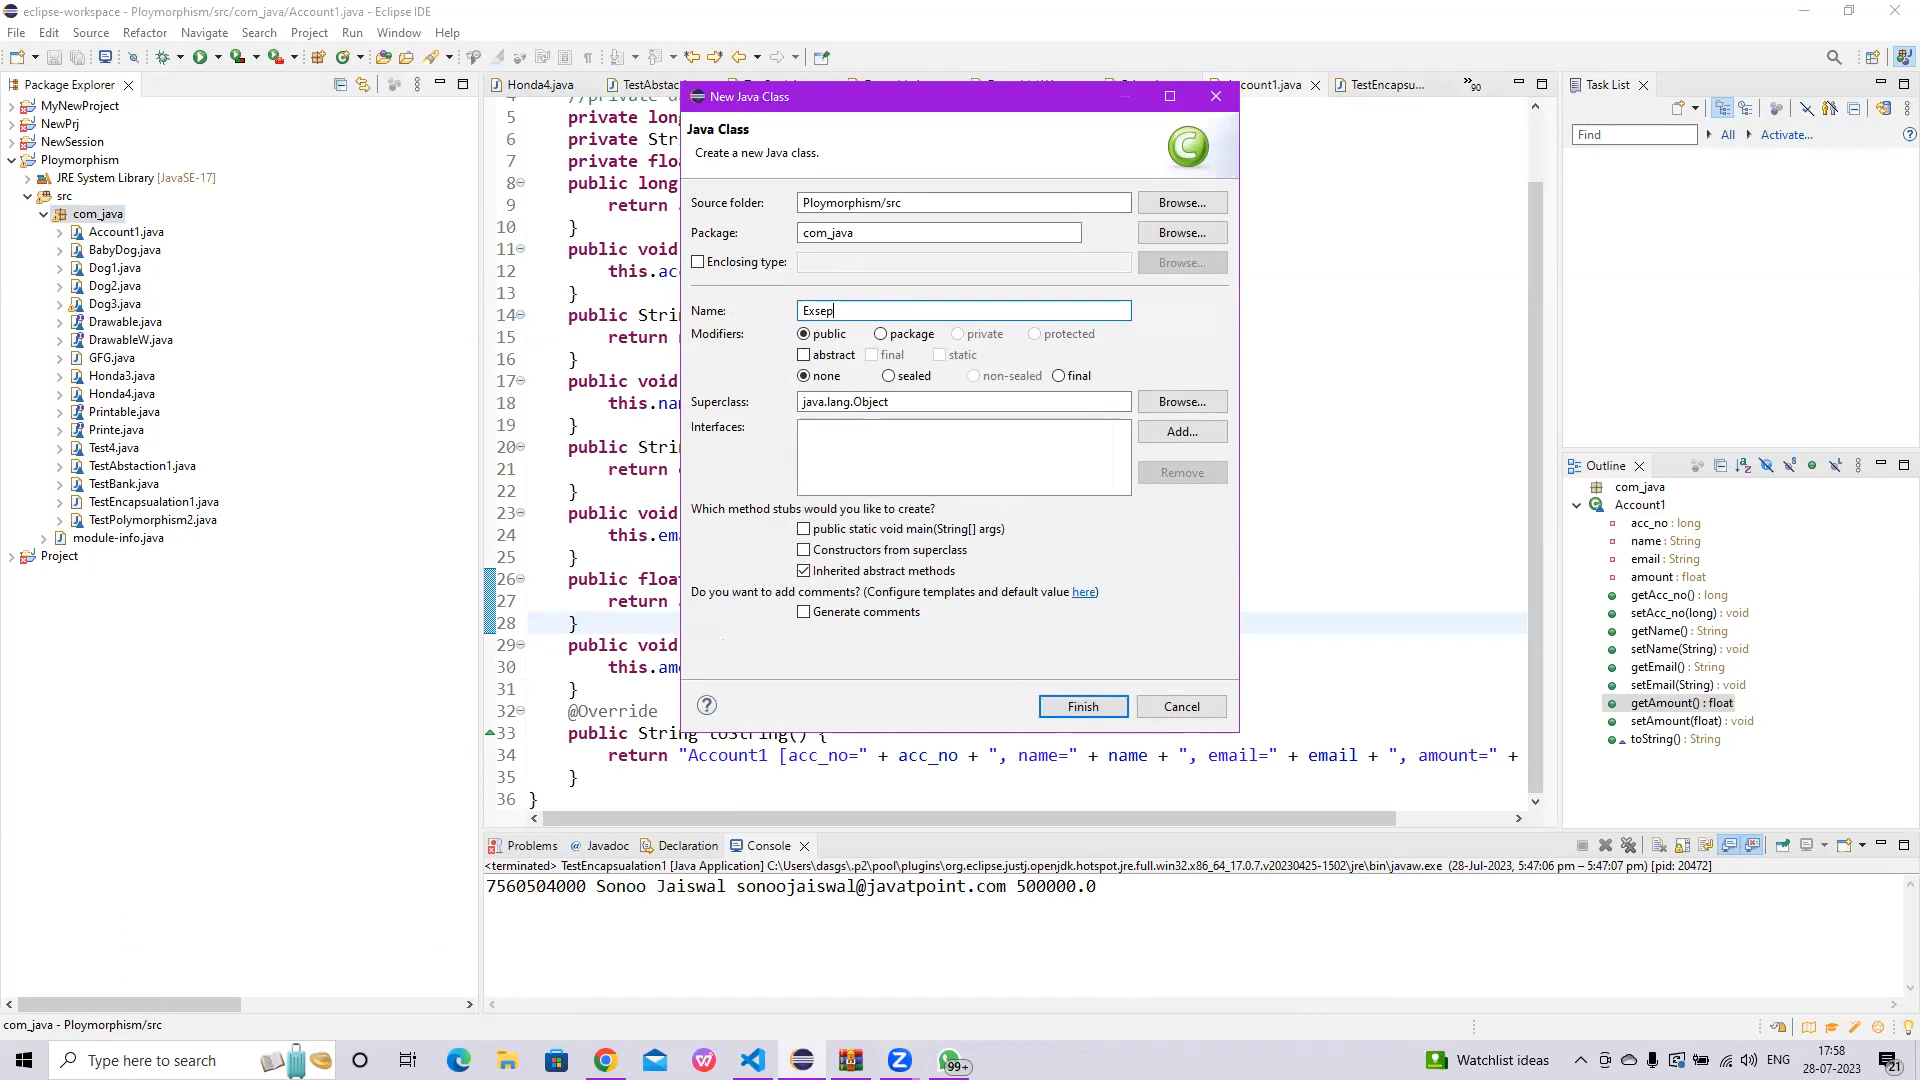 eclipse-workspace - Ploymorphism/src/com_java/Account1.java - Eclipse IDE
File Edit Source Refactor Navigate Search Project Run Window Help
Package Explorer
MyNewProject
NewPrj
NewSession
Ploymorphism
JRE System Library [JavaSE-17]
src
com_java
Account1.java
BabyDog.java
Dog1.java
Dog2.java
Dog3.java
Drawable.java
DrawableW.java
GFG.java
Honda3.java
Honda4.java
Printable.java
Printe.java
Test4.java
TestAbstaction1.java
TestBank.java
TestEncapsualation1.java
TestPolymorphism2.java
module-info.java
Project
Honda4.java TestAbstac ccount1.java TestEncapsu... 90
5 private long
6 private Str
7 private flo
8 public long
9 return
10 }
11 public void
12 this.acc
13 }
14 public Strin
15 return n
16 }
17 public void
18 this.nam
19 }
20 public Strin
21 return e
22 }
23 public void
24 this.ema
25 }
26 public float
27 return
28 }
29 public void
30 this.amo
31 }
32 @Override
33 public String toString() {
34 return "Account1 [acc_no=" + acc_no + ", name=" + name + ", email=" + email + ", amount=" +
35 }
36 }
New Java Class
Java Class
Create a new Java class.
Source folder: Ploymorphism/src Browse...
Package: com_java Browse...
Enclosing type: Browse...
Name: Exsep
Modifiers: public package private protected
abstract final static
none sealed non-sealed final
Superclass: java.lang.Object Browse...
Interfaces: Add...
Remove
Which method stubs would you like to create?
public static void main(String[] args)
Constructors from superclass
Inherited abstract methods
Do you want to add comments? (Configure templates and default value here)
Generate comments
Finish Cancel
Task List
Find All Activate...
Outline
com_java
Account1
acc_no : long
name : String
email : String
amount : float
getAcc_no() : long
setAcc_no(long) : void
getName() : String
setName(String) : void
getEmail() : String
setEmail(String) : void
getAmount() : float
setAmount(float) : void
toString() : String
Problems Javadoc Declaration Console
<terminated> TestEncapsualation1 [Java Application] C:\Users\dasgs\.p2\pool\plugins\org.eclipse.justj.openjdk.hotspot.jre.full.win32.x86_64_17.0.7.v20230425-1502\jre\bin\javaw.exe (28-Jul-2023, 5:47:06 pm – 5:47:07 pm) [pid: 20472]
7560504000 Sonoo Jaiswal sonoojaiswal@javatpoint.com 500000.0
com_java - Ploymorphism/src
Type here to search
99+
Watchlist ideas
ENG
17:58
28-07-2023
21